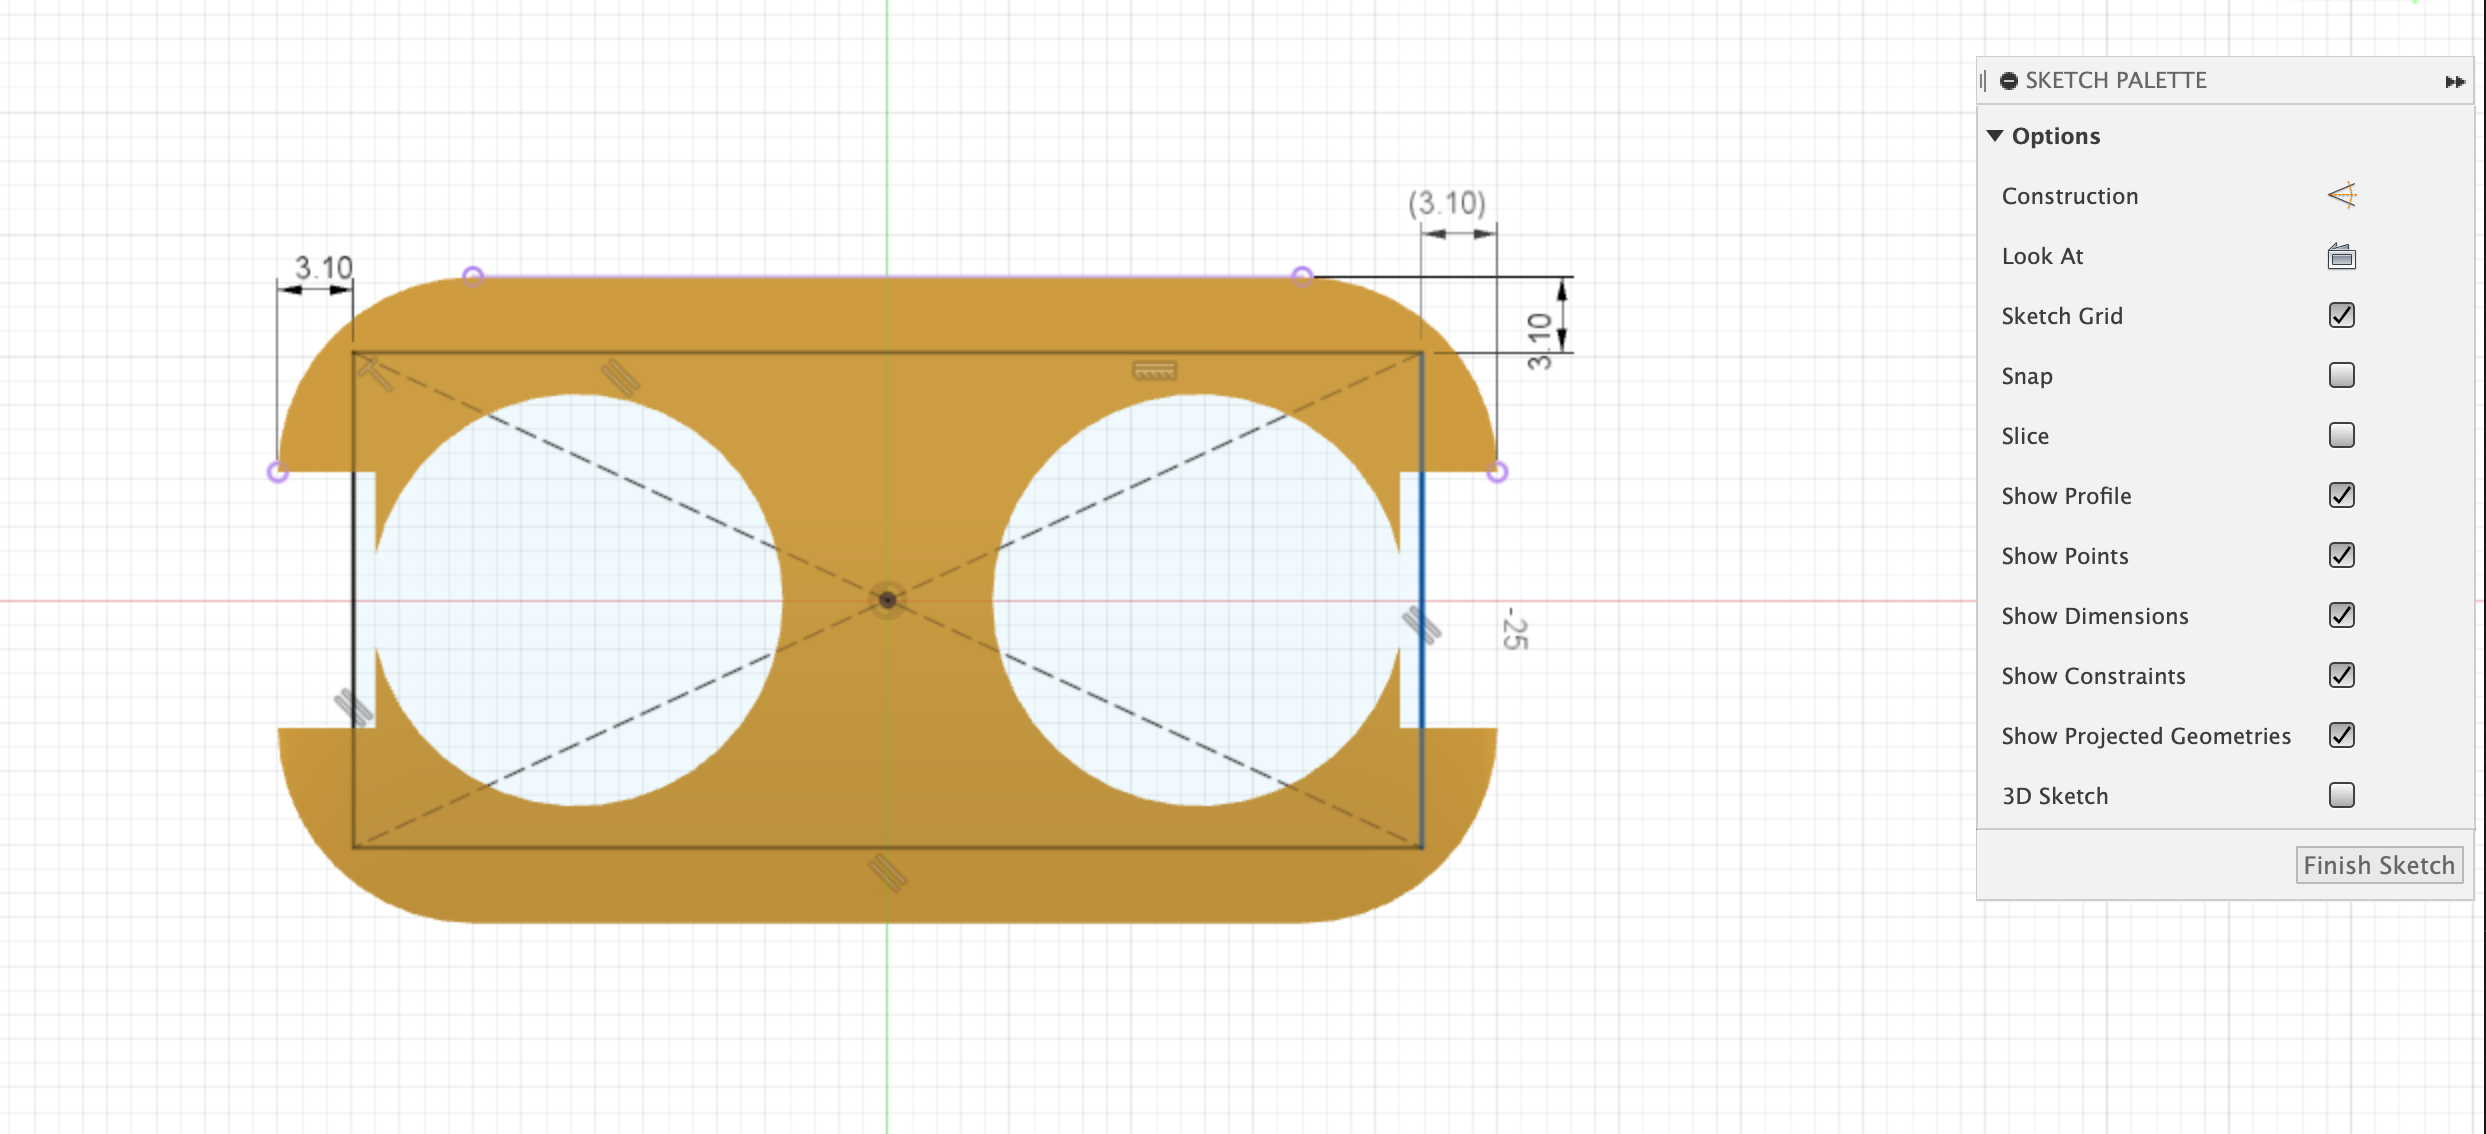 (3.10)
3.10
3.10
-25
SKETCH PALETTE
Options
Construction
Look At
Sketch Grid
Snap
Slice
Show Profile
Show Points
Show Dimensions
Show Constraints
Show Projected Geometries
3D Sketch
Finish Sketch